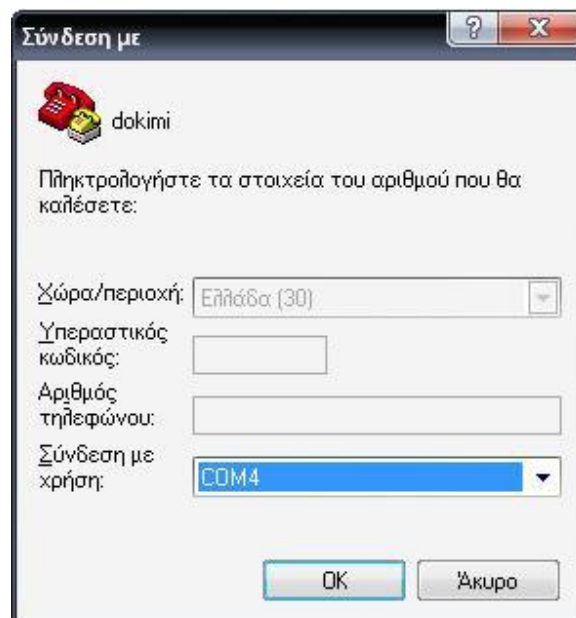 Σύνδεση με
dokimi
Πληκτρολογήστε τα στοιχεία του αριθμού που θα
καλέσετε:
Χώρα/περιοχή: Ελλάδα (30)
Υπεραστικός
κωδικός:
Αριθμός
τηλεφώνου:
Σύνδεση με
χρήση: COM4
OK Άκυρο